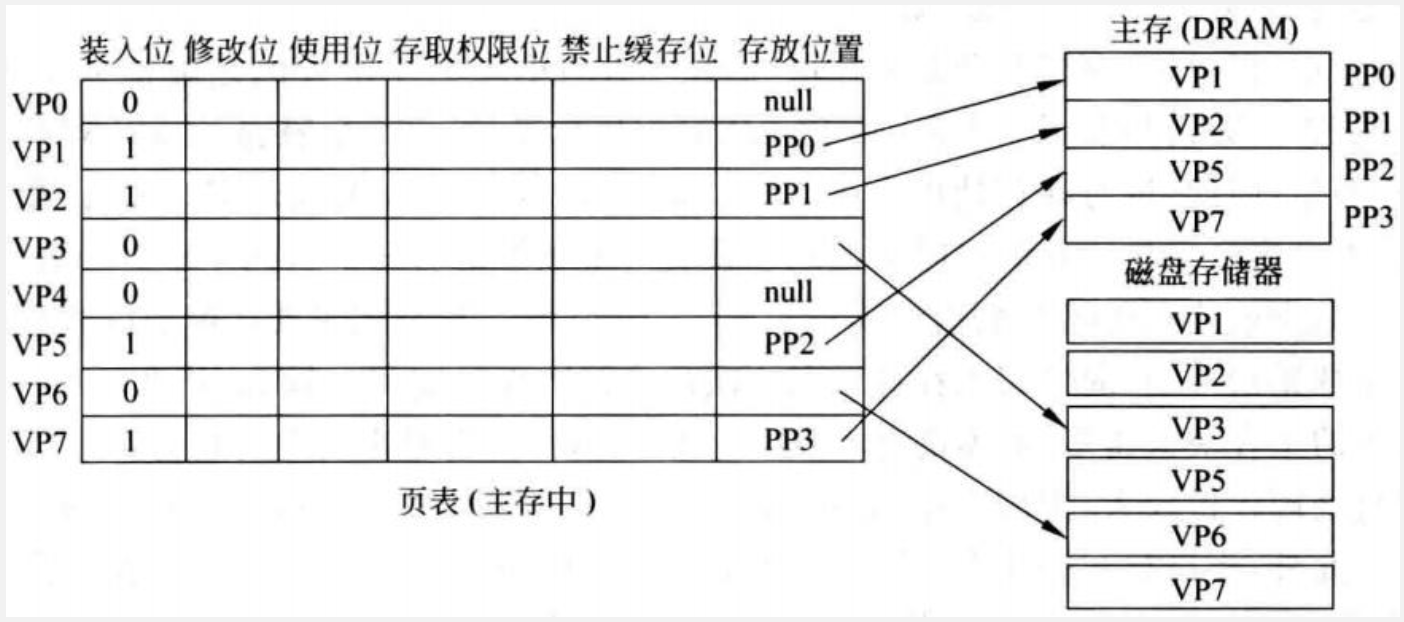 装入位 修改位 使用位 存取权限位 禁止缓存位 存放位置
VP0 0 null
VP1 1 PP0
VP2 1 PP1
VP3 0
VP4 0 null
VP5 1 PP2
VP6 0
VP7 1 PP3
页表 (主存中)
主存 (DRAM)
VP1 PP0
VP2 PP1
VP5 PP2
VP7 PP3
磁盘存储器
VP1
VP2
VP3
VP5
VP6
VP7